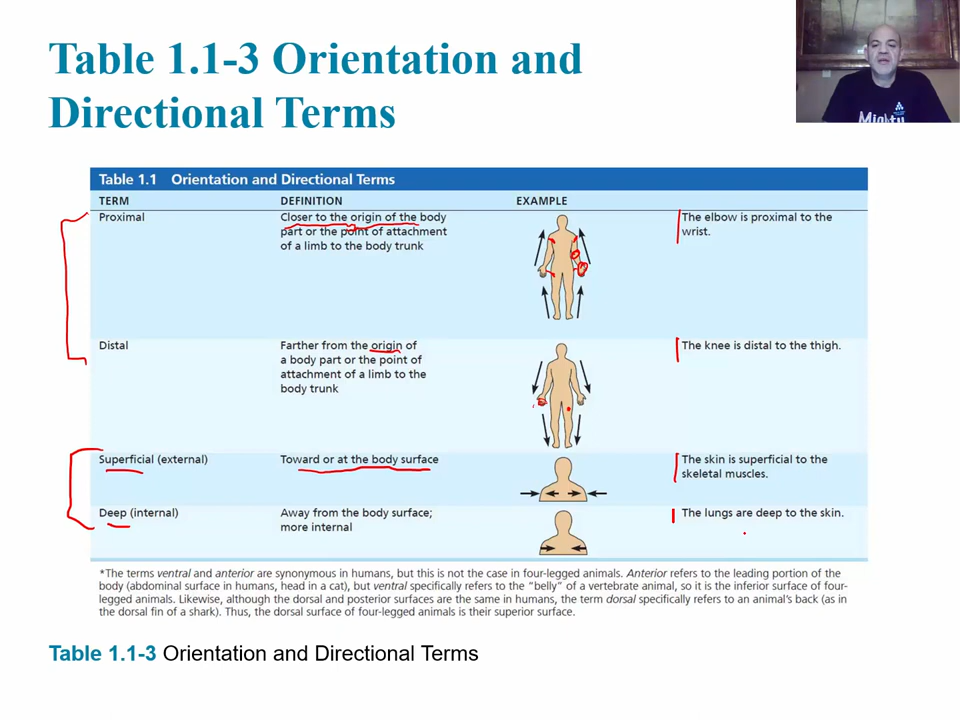 Table 1.1-3 Orientation and
Directional Terms
Mighty
Table 1.1 Orientation and Directional Terms
TERM DEFINITION EXAMPLE
Proximal Closer to the origin of the body The elbow is proximal to the
part or the point of attachment wrist.
of a limb to the body trunk
Distal Farther from the origin of The knee is distal to the thigh.
a body part or the point of
attachment of a limb to the
body trunk
Superficial (external) Toward or at the body surface The skin is superficial to the
skeletal muscles.
Deep (internal) Away from the body surface; The lungs are deep to the skin.
more internal
*The terms ventral and anterior are synonymous in humans, but this is not the case in four-legged animals. Anterior refers to the leading portion of the
body (abdominal surface in humans, head in a cat), but ventral specifically refers to the “belly” of a vertebrate animal, so it is the inferior surface of four-
legged animals. Likewise, although the dorsal and posterior surfaces are the same in humans, the term dorsal specifically refers to an animal's back (as in
the dorsal fin of a shark). Thus, the dorsal surface of four-legged animals is their superior surface.
Table 1.1-3 Orientation and Directional Terms